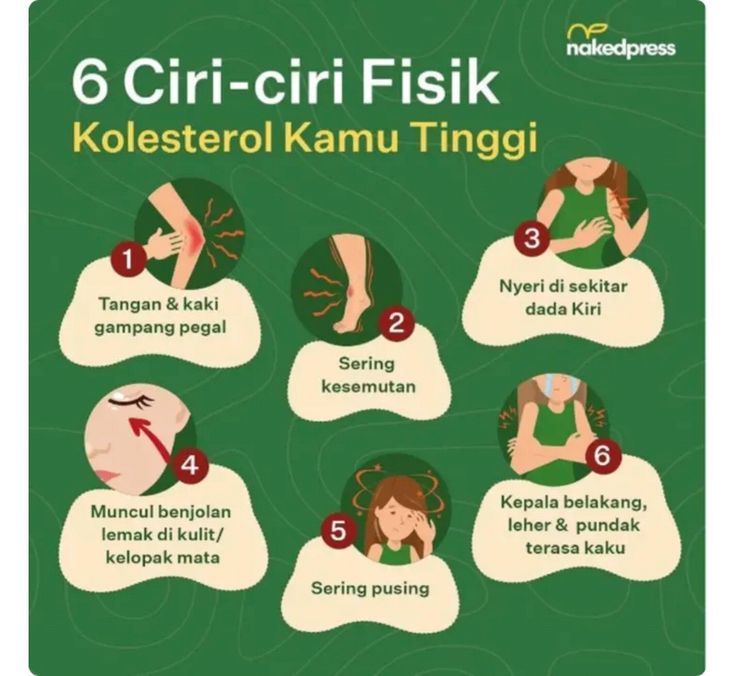 nakedpress
6 Ciri-ciri Fisik
Kolesterol Kamu Tinggi
1
Tangan & kaki
gampang pegal
2
Sering
kesemutan
3
Nyeri di sekitar
dada Kiri
4
Muncul benjolan
lemak di kulit/
kelopak mata
5
Sering pusing
6
Kepala belakang,
leher & pundak
terasa kaku